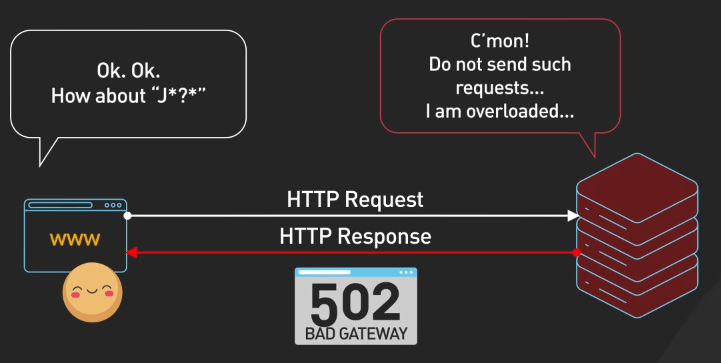 Ok. Ok.
How about “J*?*”
C’mon!
Do not send such
requests...
I am overloaded...
HTTP Request
www
HTTP Response
502
BAD GATEWAY